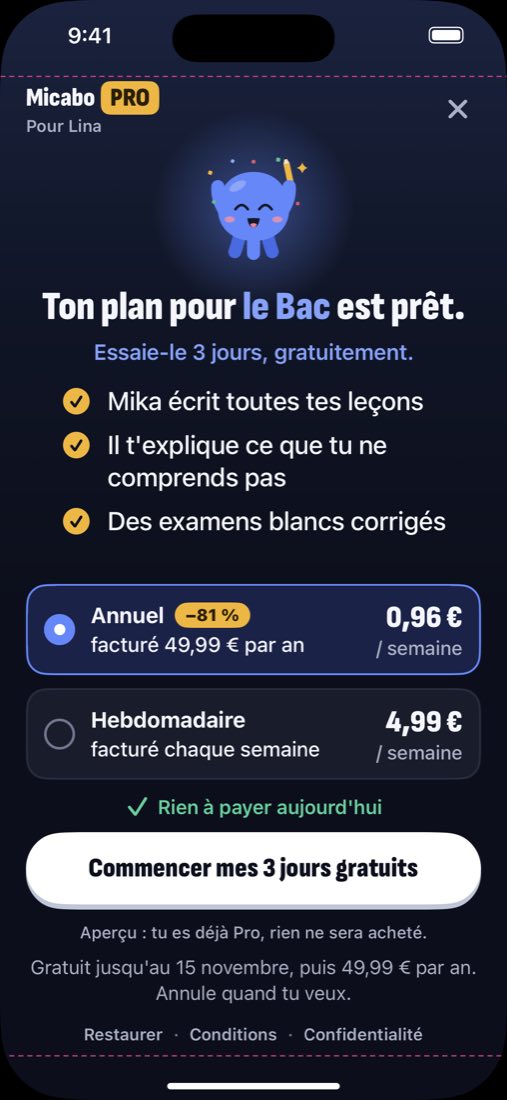 9:41
Micabo PRO
Pour Lina
Ton plan pour le Bac est prêt.
Essaie-le 3 jours, gratuitement.
Mika écrit toutes tes leçons
Il t'explique ce que tu ne
comprends pas
Des examens blancs corrigés
Annuel −81 %
facturé 49,99 € par an
0,96 €
/ semaine
Hebdomadaire
facturé chaque semaine
4,99 €
/ semaine
Rien à payer aujourd'hui
Commencer mes 3 jours gratuits
Aperçu : tu es déjà Pro, rien ne sera acheté.
Gratuit jusqu'au 15 novembre, puis 49,99 € par an.
Annule quand tu veux.
Restaurer · Conditions · Confidentialité